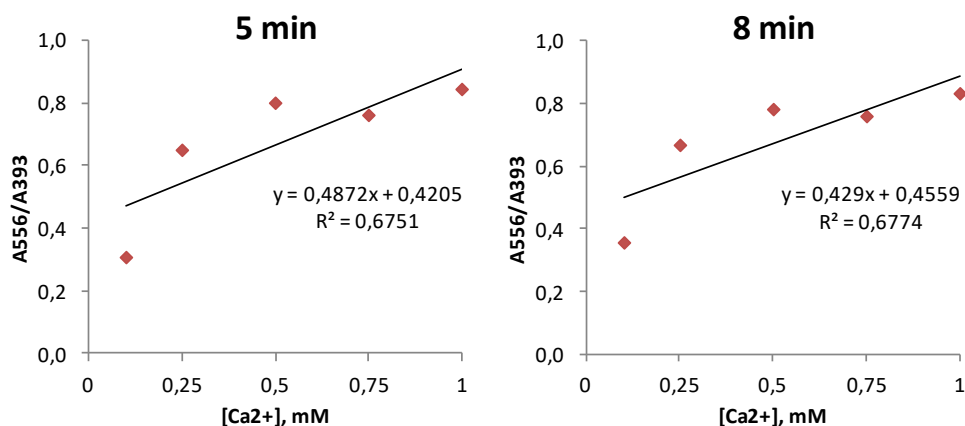 5 min
1,0
0,8
0,6
0,4
0,2
0,0
A556/A393
y = 0,4872x + 0,4205
R² = 0,6751
0
0,25
0,5
0,75
1
[Ca2+], mM
8 min
1,0
0,8
0,6
0,4
0,2
0,0
A556/A393
y = 0,429x + 0,4559
R² = 0,6774
0
0,25
0,5
0,75
1
[Ca2+], mM